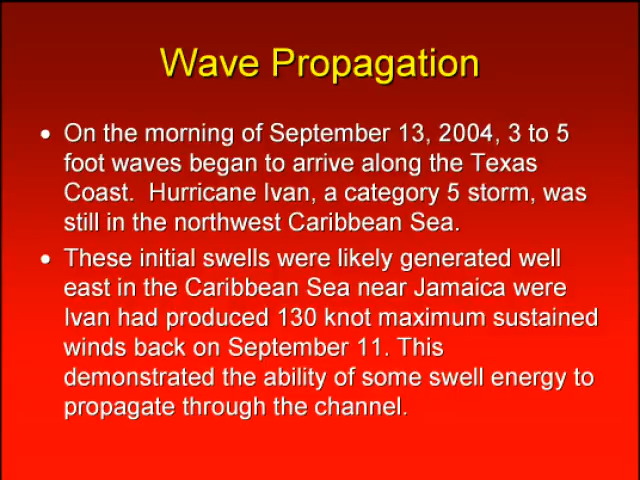 Wave Propagation
• On the morning of September 13, 2004, 3 to 5
foot waves began to arrive along the Texas
Coast.  Hurricane Ivan, a category 5 storm, was
still in the northwest Caribbean Sea.
• These initial swells were likely generated well
east in the Caribbean Sea near Jamaica were
Ivan had produced 130 knot maximum sustained
winds back on September 11. This
demonstrated the ability of some swell energy to
propagate through the channel.